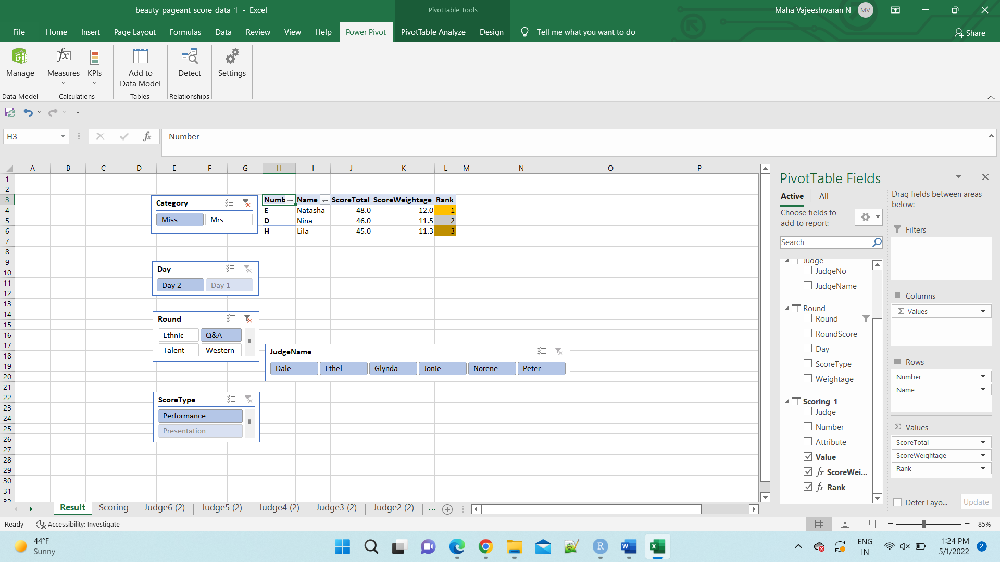 beauty_pageant_score_data_1 - Excel
PivotTable Tools
Maha Vajeeshwaran N
MV
File
Home
Insert
Page Layout
Formulas
Data
Review
View
Help
Power Pivot
PivotTable Analyze
Design
Tell me what you want to do
Share
Manage
Measures
KPIs
Add to
Data Model
Detect
Settings
Data Model
Calculations
Tables
Relationships
H3
fx
Number
A B C D E F G H I J K L M N O P
1
2
3
4
5
6
7
8
9
10
11
12
13
14
15
16
17
18
19
20
21
22
23
24
25
26
27
28
29
30
31
32
Category
Miss Mrs
Day
Day 2 Day 1
Round
Ethnic Q&A
Talent Western
ScoreType
Performance
Presentation
Numb Name ScoreTotal ScoreWeightage Rank
E Natasha 48.0 12.0 1
D Nina 46.0 11.5 2
H Lila 45.0 11.3 3
JudgeName
Dale Ethel Glynda Jonie Norene Peter
PivotTable Fields
Active All
Choose fields to
add to report:
Search
Judge
JudgeNo
JudgeName
Round
Round
RoundScore
Day
ScoreType
Weightage
Scoring_1
Judge
Number
Attribute
Value
fx ScoreWei...
fx Rank
Drag fields between areas
below:
Filters
Columns
Σ Values
Rows
Number
Name
Σ Values
ScoreTotal
ScoreWeightage
Rank
Defer Layo...
Update
Result Scoring Judge6 (2) Judge5 (2) Judge4 (2) Judge3 (2) Judge2 (2) ...
Ready
Accessibility: Investigate
85%
44°F
Sunny
R
W
X
ENG
IN
1:24 PM
5/1/2022
2